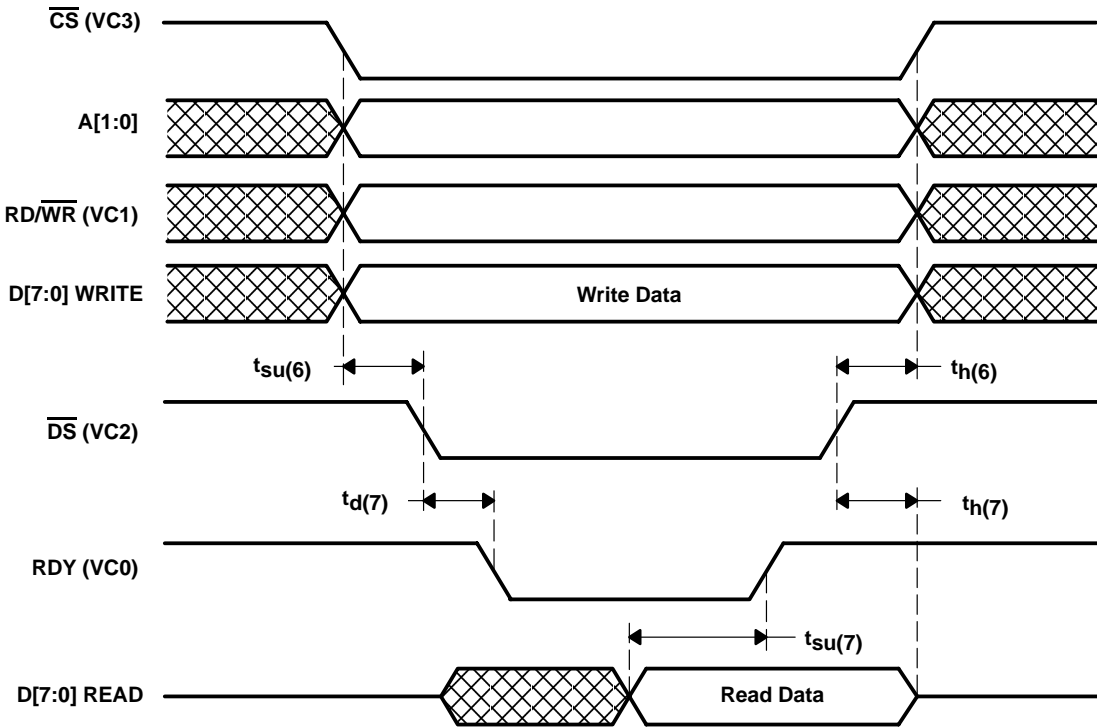 CS (VC3)
A[1:0]
RD/WR (VC1)
D[7:0] WRITE
Write Data
tsu(6)
th(6)
DS (VC2)
td(7)
th(7)
RDY (VC0)
tsu(7)
D[7:0] READ
Read Data